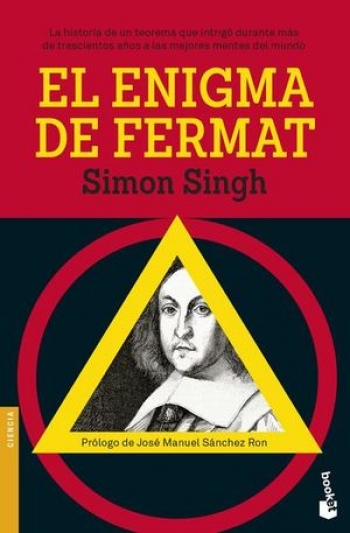 La historia de un teorema que intrigó durante más
de trescientos años a las mejores mentes del mundo
EL ENIGMA
DE FERMAT
Simon Singh
Prólogo de José Manuel Sánchez Ron
CIENCIA
booket